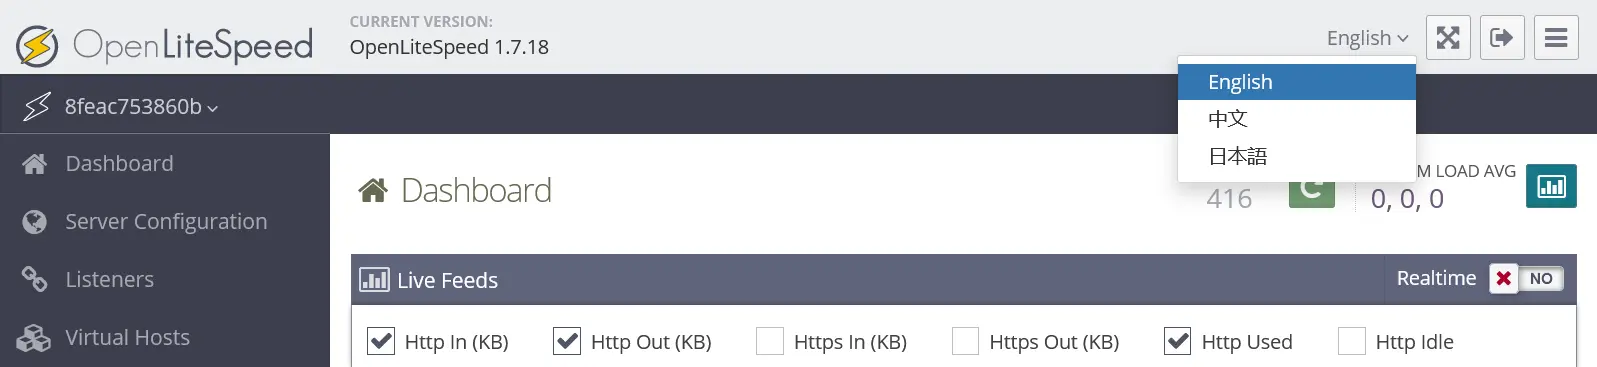 OpenLiteSpeed
CURRENT VERSION:
OpenLiteSpeed 1.7.18
English
English
中文
日本語
8feac753860b
Dashboard
Server Configuration
Listeners
Virtual Hosts
Dashboard
416
M LOAD AVG
0, 0, 0
Live Feeds
Realtime
NO
Http In (KB)
Http Out (KB)
Https In (KB)
Https Out (KB)
Http Used
Http Idle